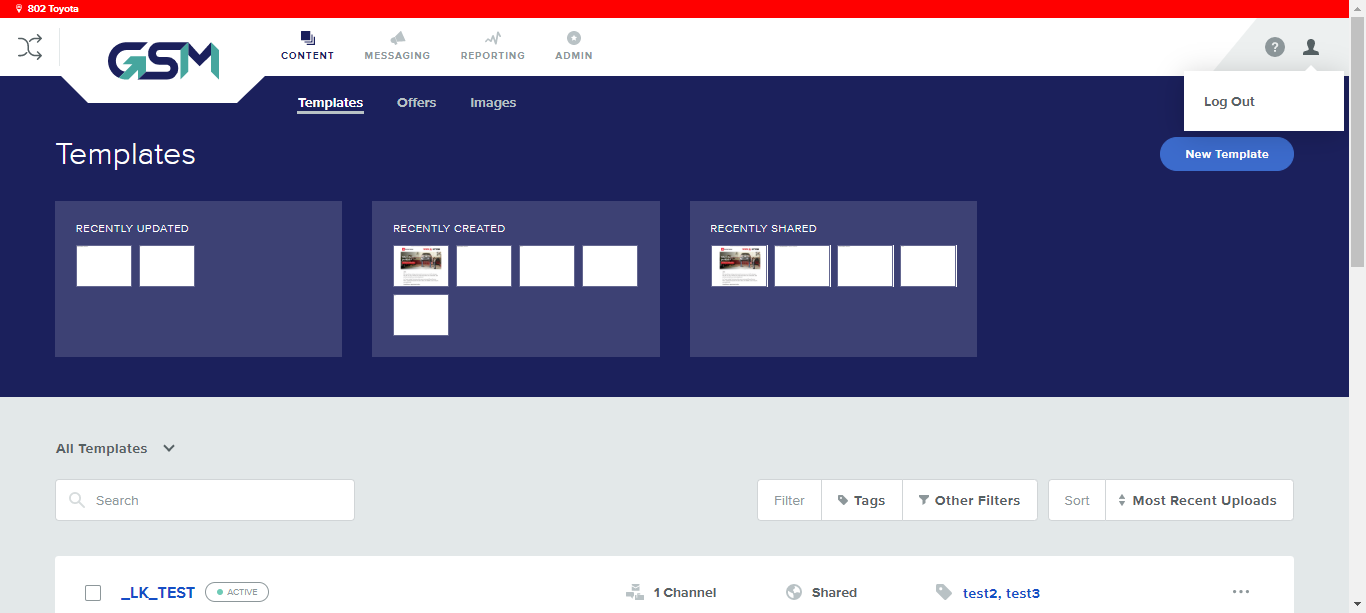 802 Toyota
GSM
CONTENT
MESSAGING
REPORTING
ADMIN
?
Log Out
Templates
Offers
Images
Templates
New Template
RECENTLY UPDATED
RECENTLY CREATED
RECENTLY SHARED
All Templates
Search
Filter
Tags
Other Filters
Sort
Most Recent Uploads
_LK_TEST
ACTIVE
1 Channel
Shared
test2, test3